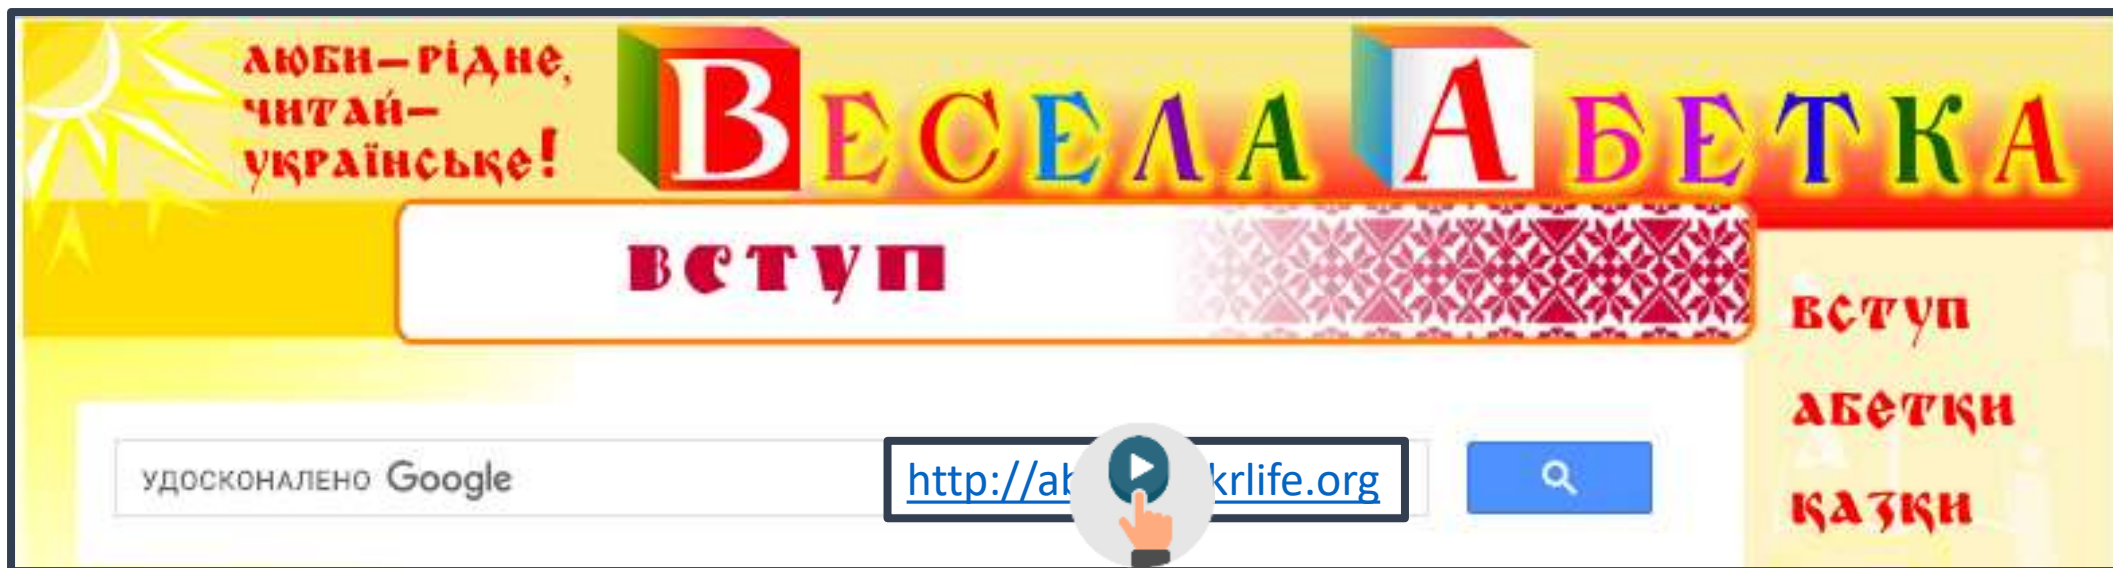 люби–рідне,
читай–
українське!
ВЕСЕЛА АБЕТКА
вступ
вступ
абетки
казки
удосконалено Google
http://ab krlife.org